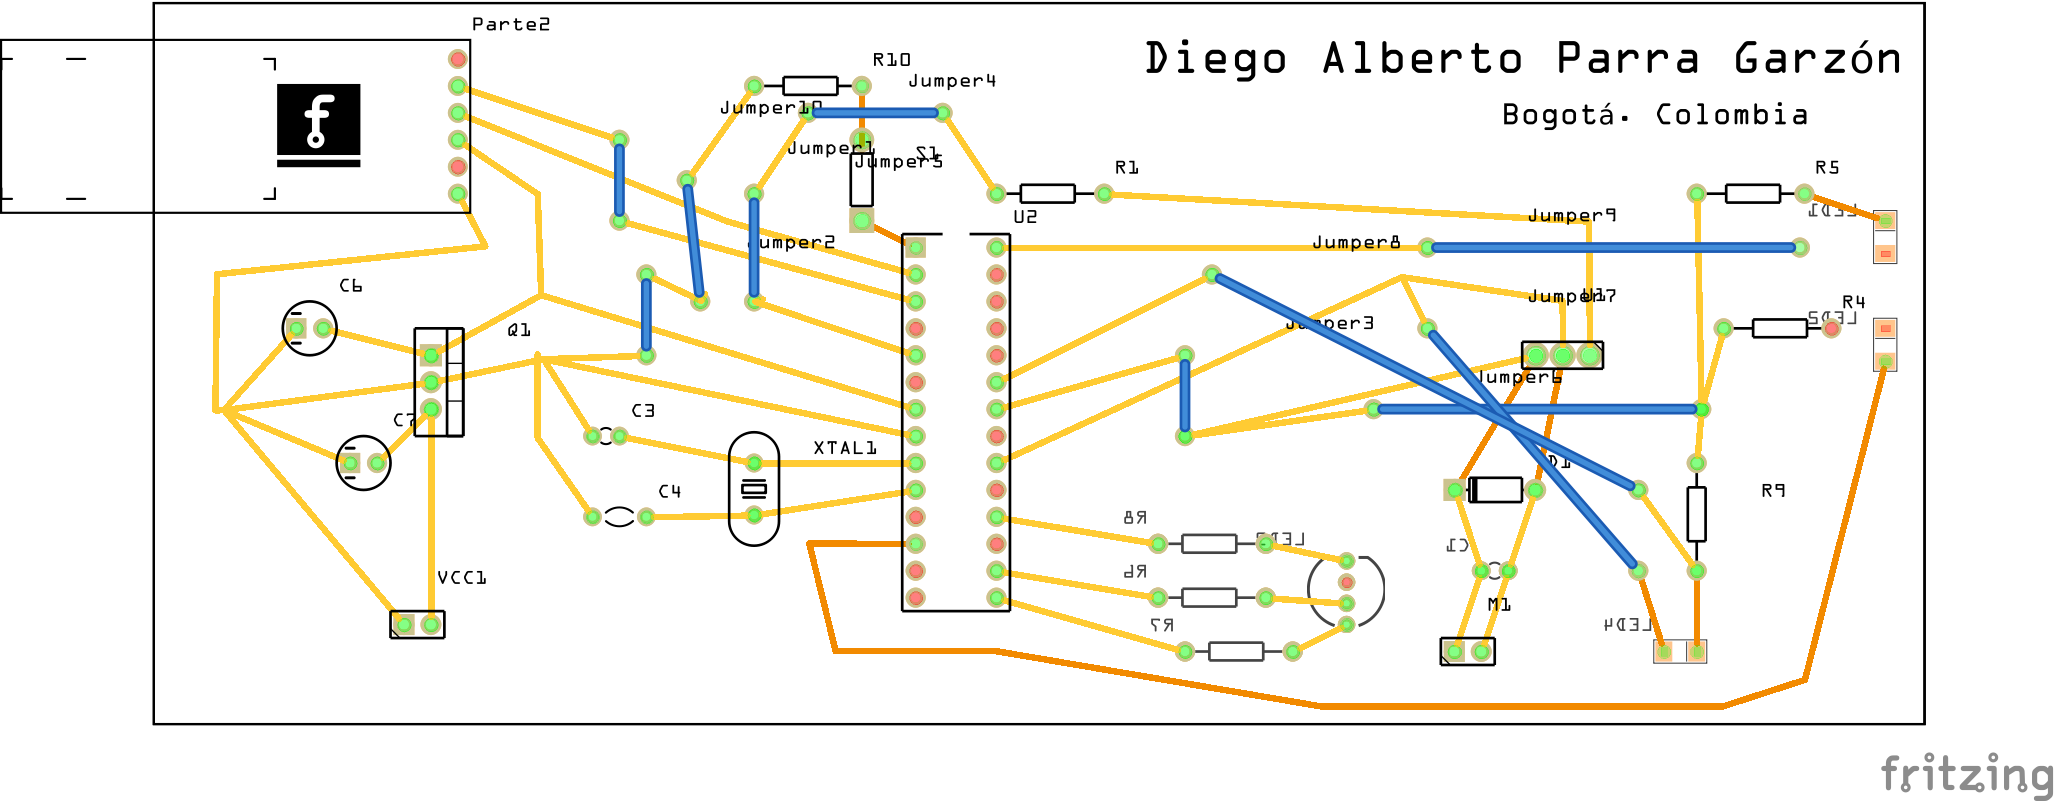 Parte2
Diego Alberto Parra Garzón
Bogotá. Colombia
R10
Jumper4
Jumper10
Jumper1
Jumper5
S1
R1
R5
U2
Jumper9
LED1
Jumper2
Jumper8
C6
Jumper7
U1
R4
Q1
Jumper3
LED2
Jumper6
C7
C3
XTAL1
D1
C4
R9
R8
LED3
C1
VCC1
R6
M1
R7
LED4
fritzing